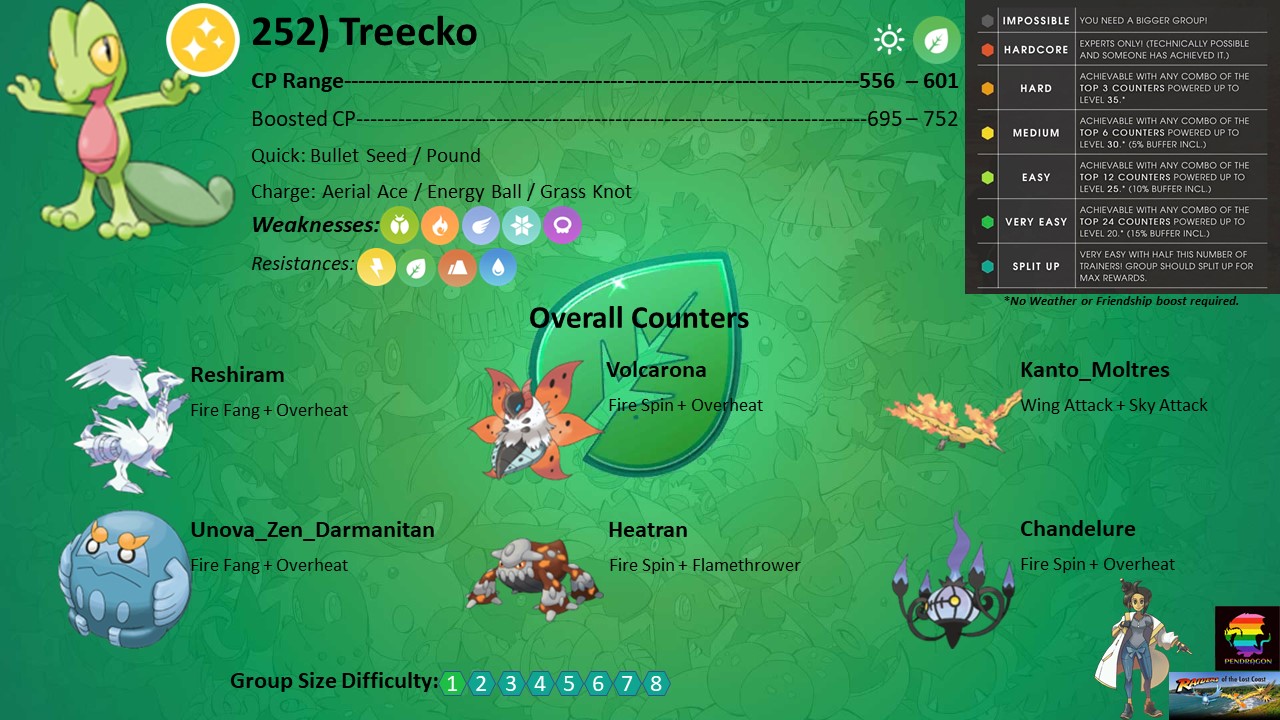 252) Treecko
CP Range------------------------------------------------------------------------556 – 601
Boosted CP------------------------------------------------------------------------695 – 752
Quick: Bullet Seed / Pound
Charge: Aerial Ace / Energy Ball / Grass Knot
Weaknesses:
Resistances:
IMPOSSIBLE YOU NEED A BIGGER GROUP!
HARDCORE EXPERTS ONLY! (TECHNICALLY POSSIBLE
AND SOMEONE HAS ACHIEVED IT.)
HARD ACHIEVABLE WITH ANY COMBO OF THE
TOP 3 COUNTERS POWERED UP TO
LEVEL 35.*
MEDIUM ACHIEVABLE WITH ANY COMBO OF THE
TOP 6 COUNTERS POWERED UP TO
LEVEL 30.* (5% BUFFER INCL.)
EASY ACHIEVABLE WITH ANY COMBO OF THE
TOP 12 COUNTERS POWERED UP TO
LEVEL 25.* (10% BUFFER INCL.)
VERY EASY ACHIEVABLE WITH ANY COMBO OF THE
TOP 24 COUNTERS POWERED UP TO
LEVEL 20.* (15% BUFFER INCL.)
SPLIT UP VERY EASY WITH HALF THIS NUMBER OF
TRAINERS! GROUP SHOULD SPLIT UP FOR
MAX REWARDS.
*No Weather or Friendship boost required.
Overall Counters
Reshiram
Fire Fang + Overheat
Volcarona
Fire Spin + Overheat
Kanto_Moltres
Wing Attack + Sky Attack
Unova_Zen_Darmanitan
Fire Fang + Overheat
Heatran
Fire Spin + Flamethrower
Chandelure
Fire Spin + Overheat
Group Size Difficulty: 1 2 3 4 5 6 7 8
PENDRAGON
RAIDERS of the Lost Coast